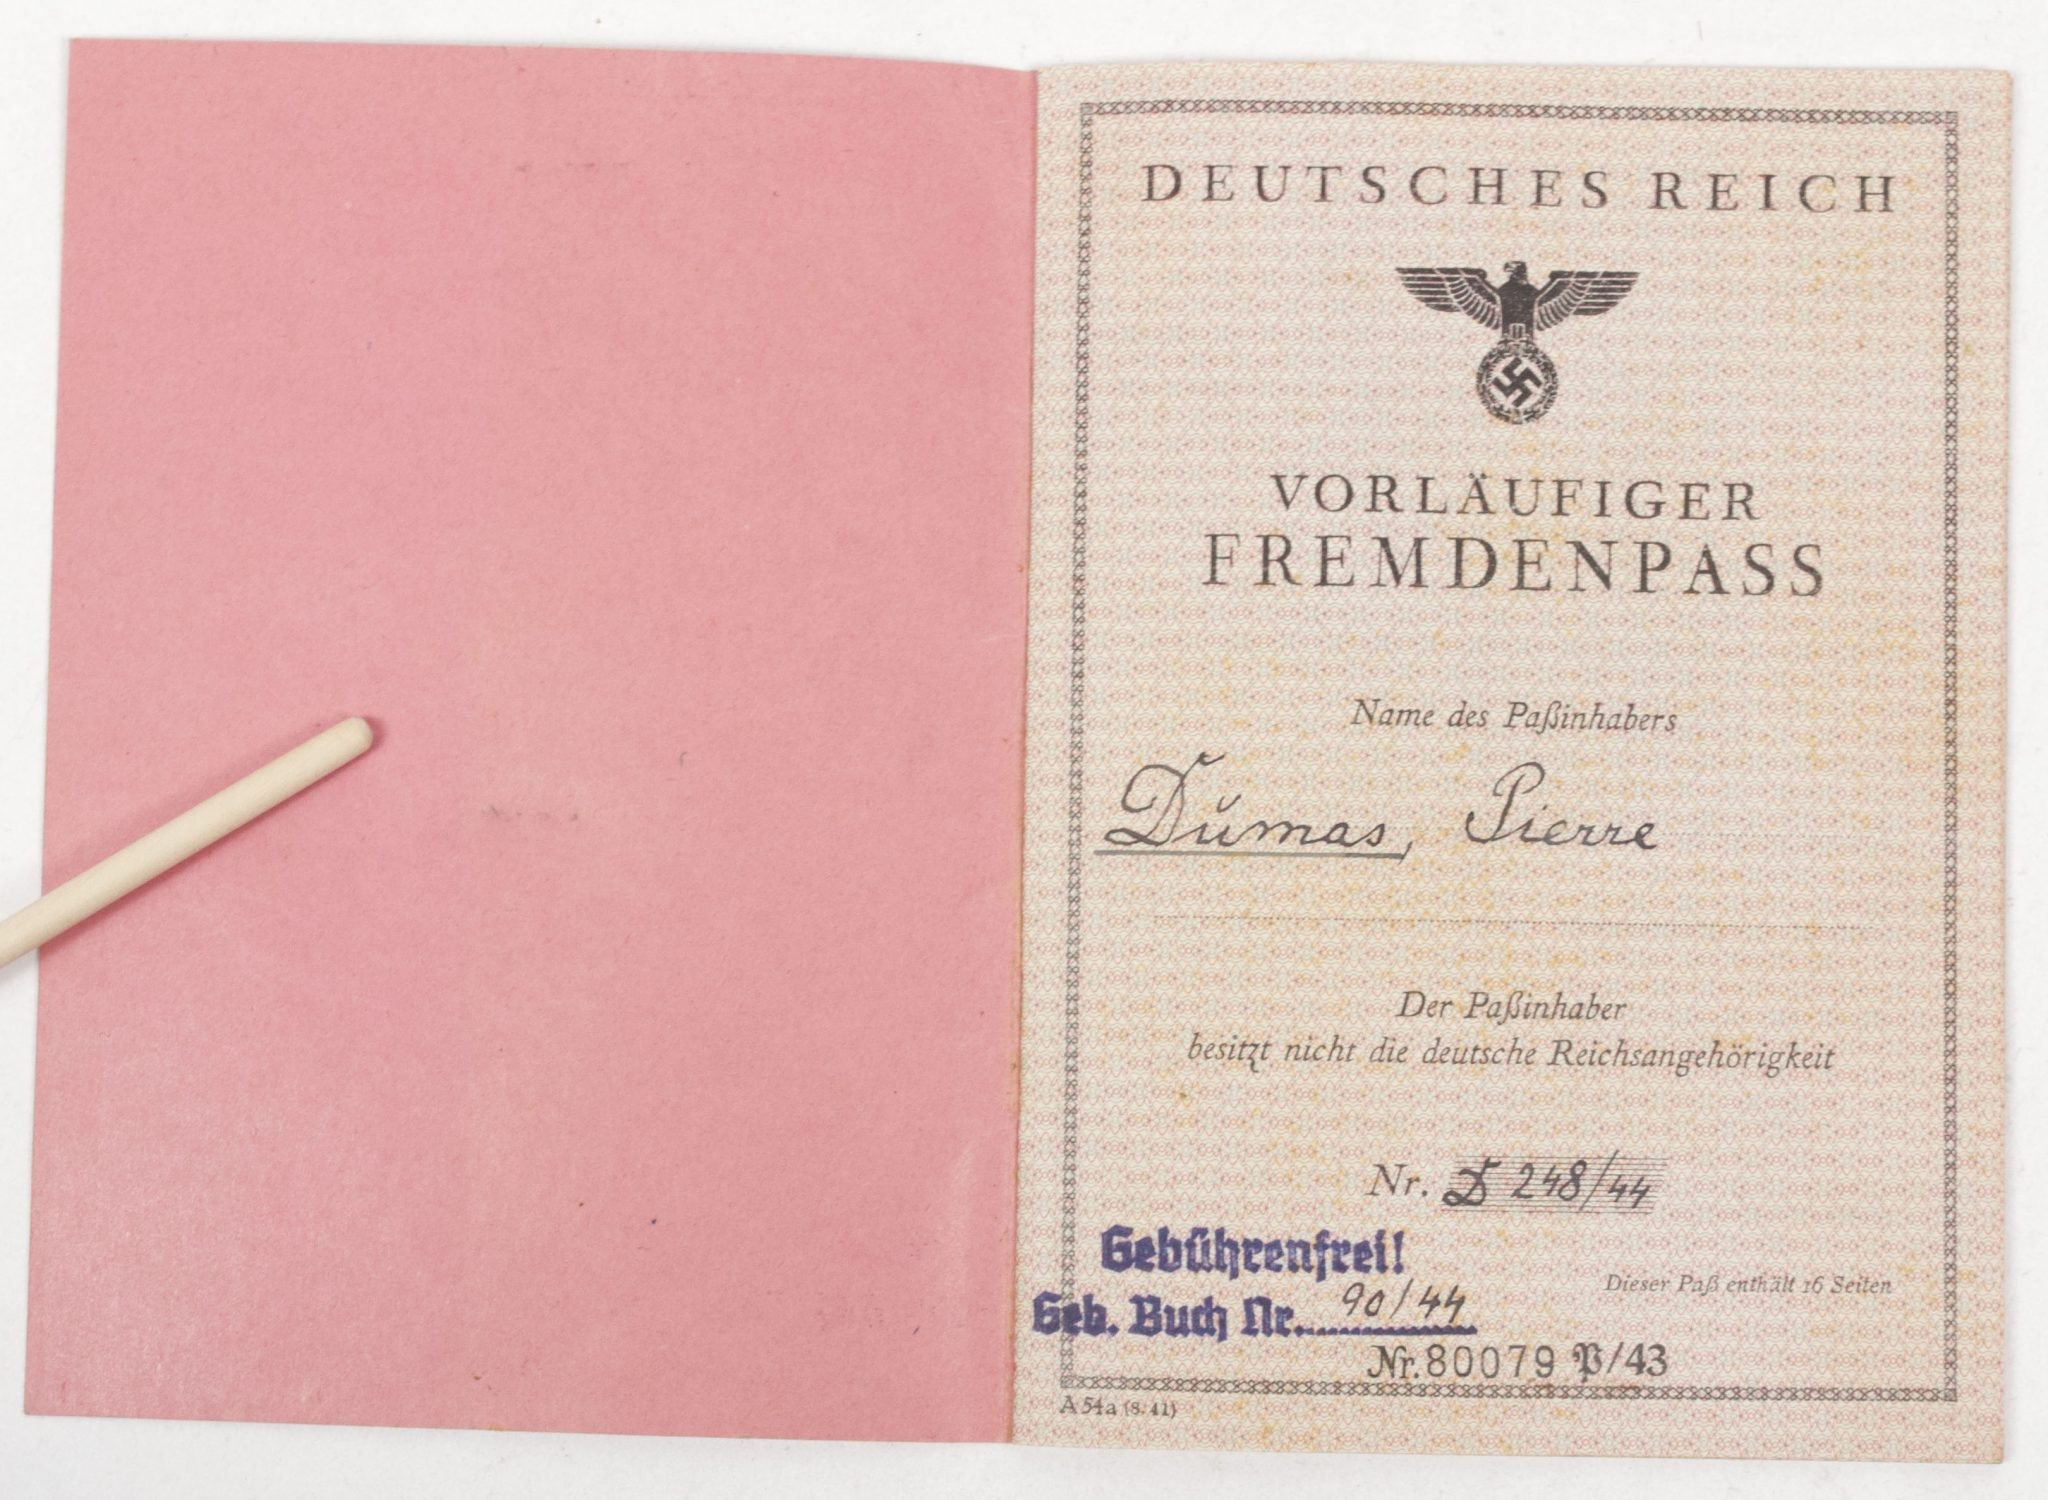 DEUTSCHES REICH
VORLÄUFIGER
FREMDENPASS
Name des Paßinhabers
Dŭmas, Pierre
Der Paßinhaber
besitzt nicht die deutsche Reichsangehörigkeit
Nr. D 248/44
Gebührenfrei!
Geb. Buch Nr. 90/44
Dieser Paß enthält 16 Seiten
Nr. 80079 P/43
A 54a (8. 41)